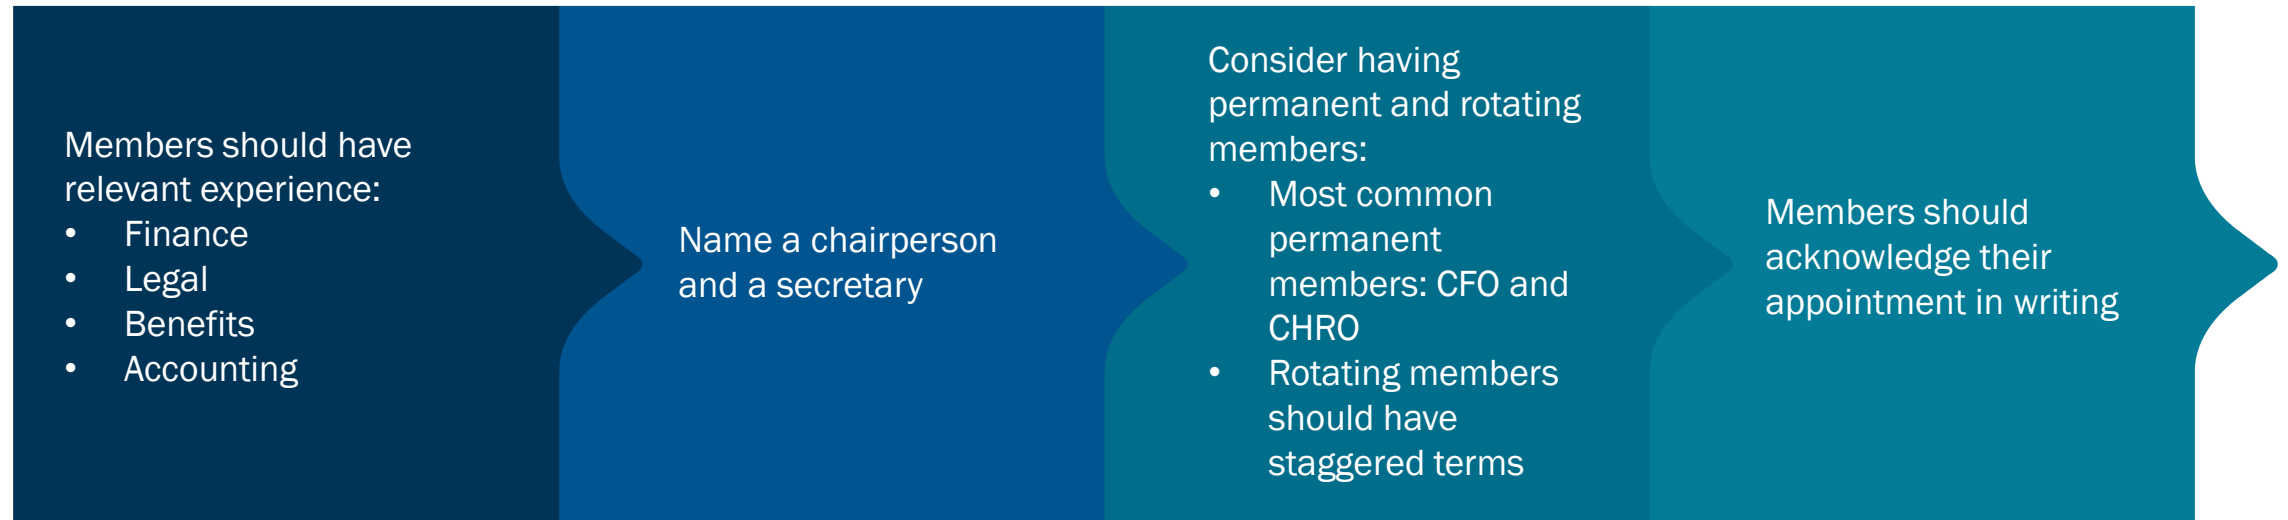 Members should have
relevant experience:
• Finance
• Legal
• Benefits
• Accounting
Name a chairperson
and a secretary
Consider having
permanent and rotating
members:
• Most common
permanent
members: CFO and
CHRO
• Rotating members
should have
staggered terms
Members should
acknowledge their
appointment in writing